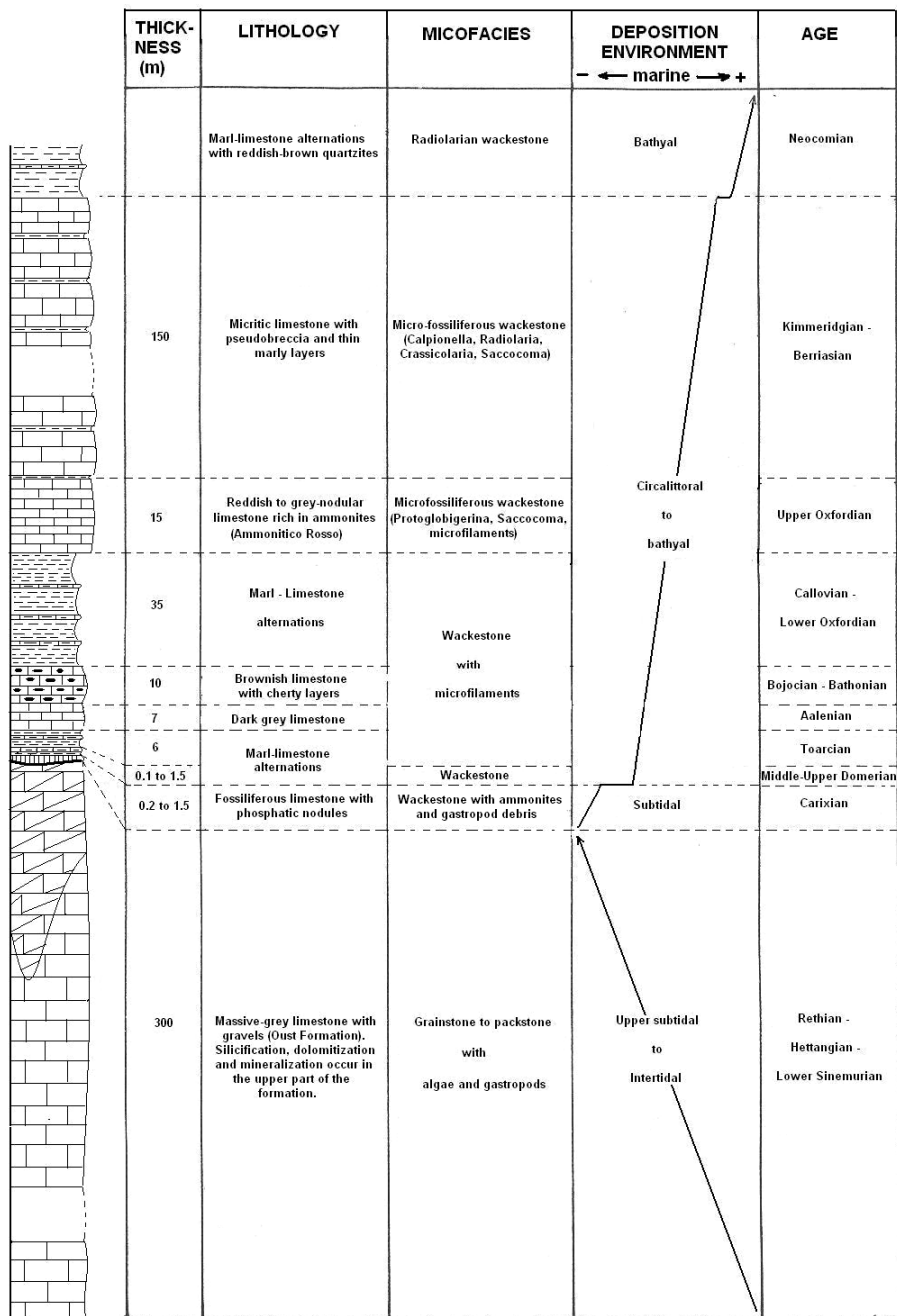 THICK-
NESS
(m)
LITHOLOGY
MICOFACIES
DEPOSITION
ENVIRONMENT
− marine +
AGE
Marl-limestone alternations
with reddish-brown quartzites
Radiolarian wackestone
Bathyal
Neocomian
150
Micritic limestone with
pseudobreccia and thin
marly layers
Micro-fossiliferous wackestone
(Calpionella, Radiolaria,
Crassicolaria, Saccocoma)
Kimmeridgian -
Berriasian
15
Reddish to grey-nodular
limestone rich in ammonites
(Ammonitico Rosso)
Microfossiliferous wackestone
(Protoglobigerina, Saccocoma,
microfilaments)
Circalittoral
to
bathyal
Upper Oxfordian
35
Marl - Limestone
alternations
Wackestone
with
microfilaments
Callovian -
Lower Oxfordian
10
Brownish limestone
with cherty layers
Bojocian - Bathonian
7
Dark grey limestone
Aalenian
6
Marl-limestone
alternations
Toarcian
0.1 to 1.5
Wackestone
Middle-Upper Domerian
0.2 to 1.5
Fossiliferous limestone with
phosphatic nodules
Wackestone with ammonites
and gastropod debris
Subtidal
Carixian
300
Massive-grey limestone with
gravels (Oust Formation).
Silicification, dolomitization
and mineralization occur in
the upper part of the
formation.
Grainstone to packstone
with
algae and gastropods
Upper subtidal
to
Intertidal
Rethian -
Hettangian -
Lower Sinemurian